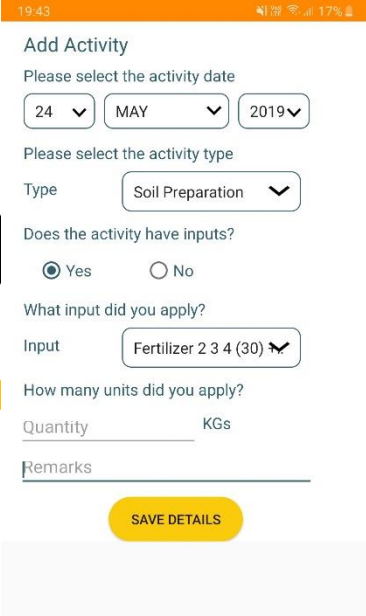 19:43
17%
Add Activity
Please select the activity date
24 MAY 2019
Please select the activity type
Type Soil Preparation
Does the activity have inputs?
Yes No
What input did you apply?
Input Fertilizer 2 3 4 (30)
How many units did you apply?
Quantity KGs
Remarks
SAVE DETAILS